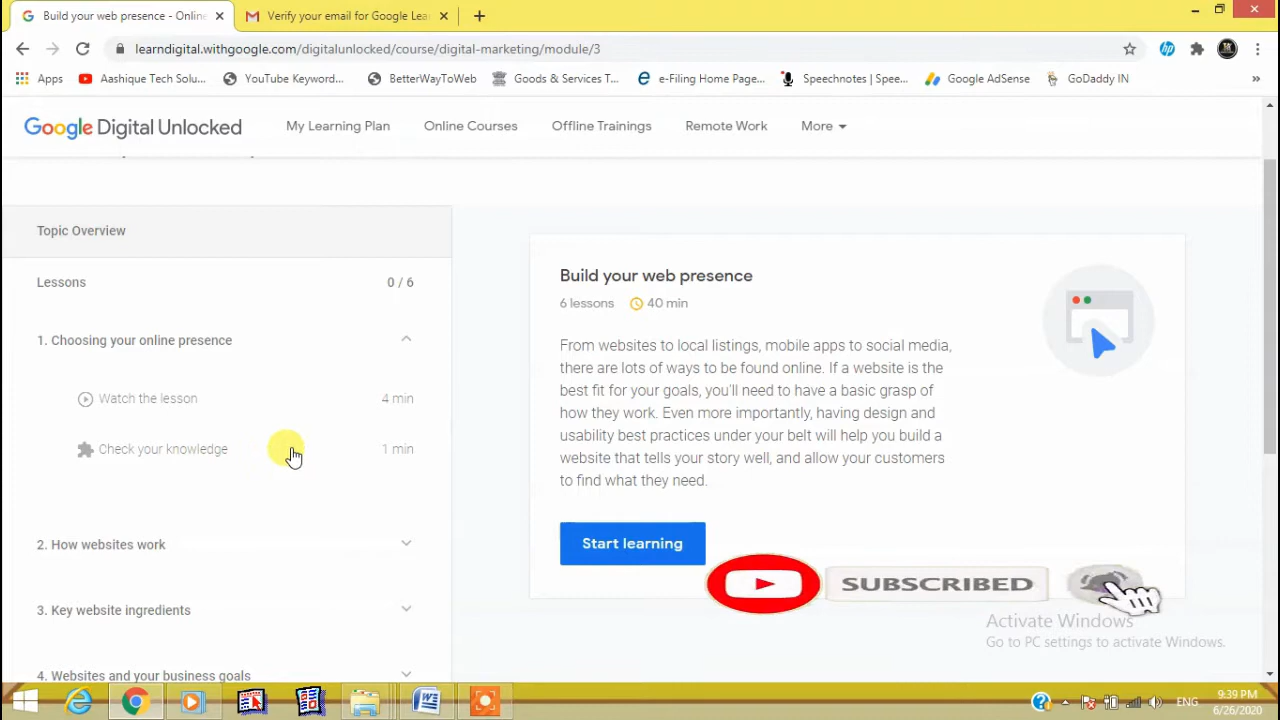 Build your web presence - Online
Verify your email for Google Lea
learndigital.withgoogle.com/digitalunlocked/course/digital-marketing/module/3
Apps
Aashique Tech Solu...
YouTube Keyword...
BetterWayToWeb
Goods & Services T...
e-Filing Home Page...
Speechnotes | Spee...
Google AdSense
GoDaddy IN
»
Google Digital Unlocked
My Learning Plan
Online Courses
Offline Trainings
Remote Work
More
Topic Overview
Lessons 0 / 6
1. Choosing your online presence
Watch the lesson 4 min
Check your knowledge 1 min
2. How websites work
3. Key website ingredients
4. Websites and your business goals
Build your web presence
6 lessons 40 min
From websites to local listings, mobile apps to social media,
there are lots of ways to be found online. If a website is the
best fit for your goals, you'll need to have a basic grasp of
how they work. Even more importantly, having design and
usability best practices under your belt will help you build a
website that tells your story well, and allow your customers
to find what they need.
Start learning
SUBSCRIBED
Activate Windows
Go to PC settings to activate Windows.
ENG
9:39 PM
6/26/2020